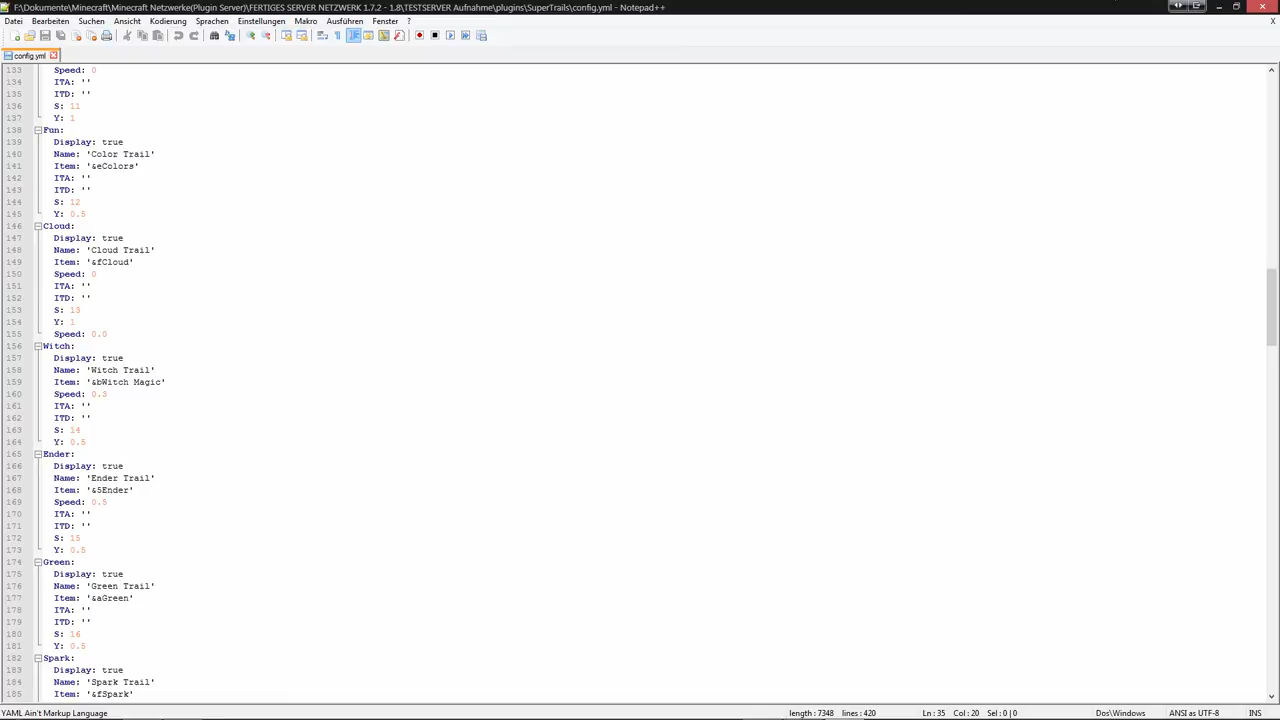 F:\Dokumente\Minecraft\Minecraft Netzwerke(Plugin Server)\FERTIGES SERVER NETZWERK 1.7.2 - 1.8\TESTSERVER Aufnahme\plugins\SuperTrails\config.yml - Notepad++
Datei Bearbeiten Suchen Ansicht Kodierung Sprachen Einstellungen Makro Ausführen Fenster ? X
config.yml
133 Speed: 0
134 ITA: ''
135 ITD: ''
136 S: 11
137 Y: 1
138 Fun:
139 Display: true
140 Name: 'Color Trail'
141 Item: '&eColors'
142 ITA: ''
143 ITD: ''
144 S: 12
145 Y: 0.5
146 Cloud:
147 Display: true
148 Name: 'Cloud Trail'
149 Item: '&fCloud'
150 Speed: 0
151 ITA: ''
152 ITD: ''
153 S: 13
154 Y: 1
155 Speed: 0.0
156 Witch:
157 Display: true
158 Name: 'Witch Trail'
159 Item: '&bWitch Magic'
160 Speed: 0.3
161 ITA: ''
162 ITD: ''
163 S: 14
164 Y: 0.5
165 Ender:
166 Display: true
167 Name: 'Ender Trail'
168 Item: '&5Ender'
169 Speed: 0.5
170 ITA: ''
171 ITD: ''
172 S: 15
173 Y: 0.5
174 Green:
175 Display: true
176 Name: 'Green Trail'
177 Item: '&aGreen'
178 ITA: ''
179 ITD: ''
180 S: 16
181 Y: 0.5
182 Spark:
183 Display: true
184 Name: 'Spark Trail'
185 Item: '&fSpark'
YAML Ain't Markup Language length : 7348 lines : 420 Ln : 35 Col : 20 Sel : 0 | 0 Dos\Windows ANSI as UTF-8 INS